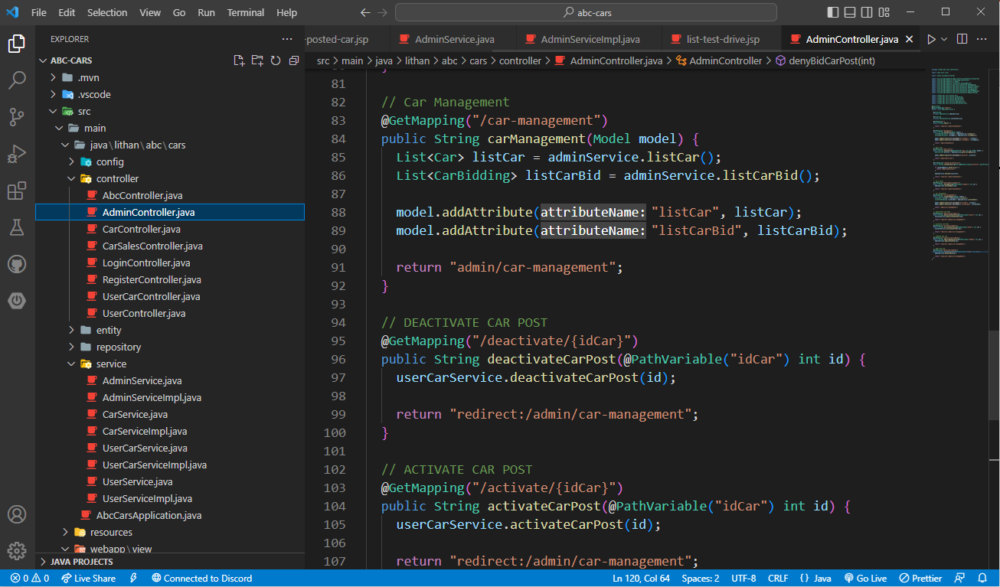 File Edit Selection View Go Run Terminal Help
abc-cars
EXPLORER
-posted-car.jsp AdminService.java AdminServiceImpl.java list-test-drive.jsp AdminController.java
src > main > java > lithan > abc > cars > controller > AdminController.java > AdminController > denyBidCarPost(int)
ABC-CARS
.mvn
.vscode
src
main
java\lithan\abc\cars
config
controller
AbcController.java
AdminController.java
CarController.java
CarSalesController.java
LoginController.java
RegisterController.java
UserCarController.java
UserController.java
entity
repository
service
AdminService.java
AdminServiceImpl.java
CarService.java
CarServiceImpl.java
UserCarService.java
UserCarServiceImpl.java
UserService.java
UserServiceImpl.java
AbcCarsApplication.java
resources
webapp\view
JAVA PROJECTS
81
82 // Car Management
83 @GetMapping("/car-management")
84 public String carManagement(Model model) {
85 List<Car> listCar = adminService.listCar();
86 List<CarBidding> listCarBid = adminService.listCarBid();
87
88 model.addAttribute(attributeName: "listCar", listCar);
89 model.addAttribute(attributeName: "listCarBid", listCarBid);
90
91 return "admin/car-management";
92 }
93
94 // DEACTIVATE CAR POST
95 @GetMapping("/deactivate/{idCar}")
96 public String deactivateCarPost(@PathVariable("idCar") int id) {
97 userCarService.deactivateCarPost(id);
98
99 return "redirect:/admin/car-management";
100 }
101
102 // ACTIVATE CAR POST
103 @GetMapping("/activate/{idCar}")
104 public String activateCarPost(@PathVariable("idCar") int id) {
105 userCarService.activateCarPost(id);
106
107 return "redirect:/admin/car-management";
0 0 Live Share Connected to Discord Ln 120, Col 64 Spaces: 2 UTF-8 CRLF {} Java Go Live Prettier